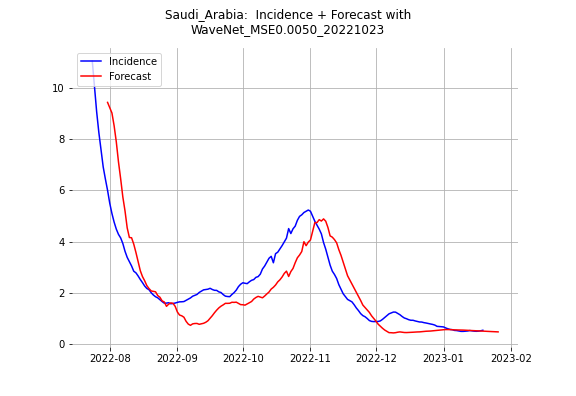 Saudi_Arabia:  Incidence + Forecast with
WaveNet_MSE0.0050_20221023
Incidence
Forecast
10
8
6
4
2
0
2022-08 2022-09 2022-10 2022-11 2022-12 2023-01 2023-02